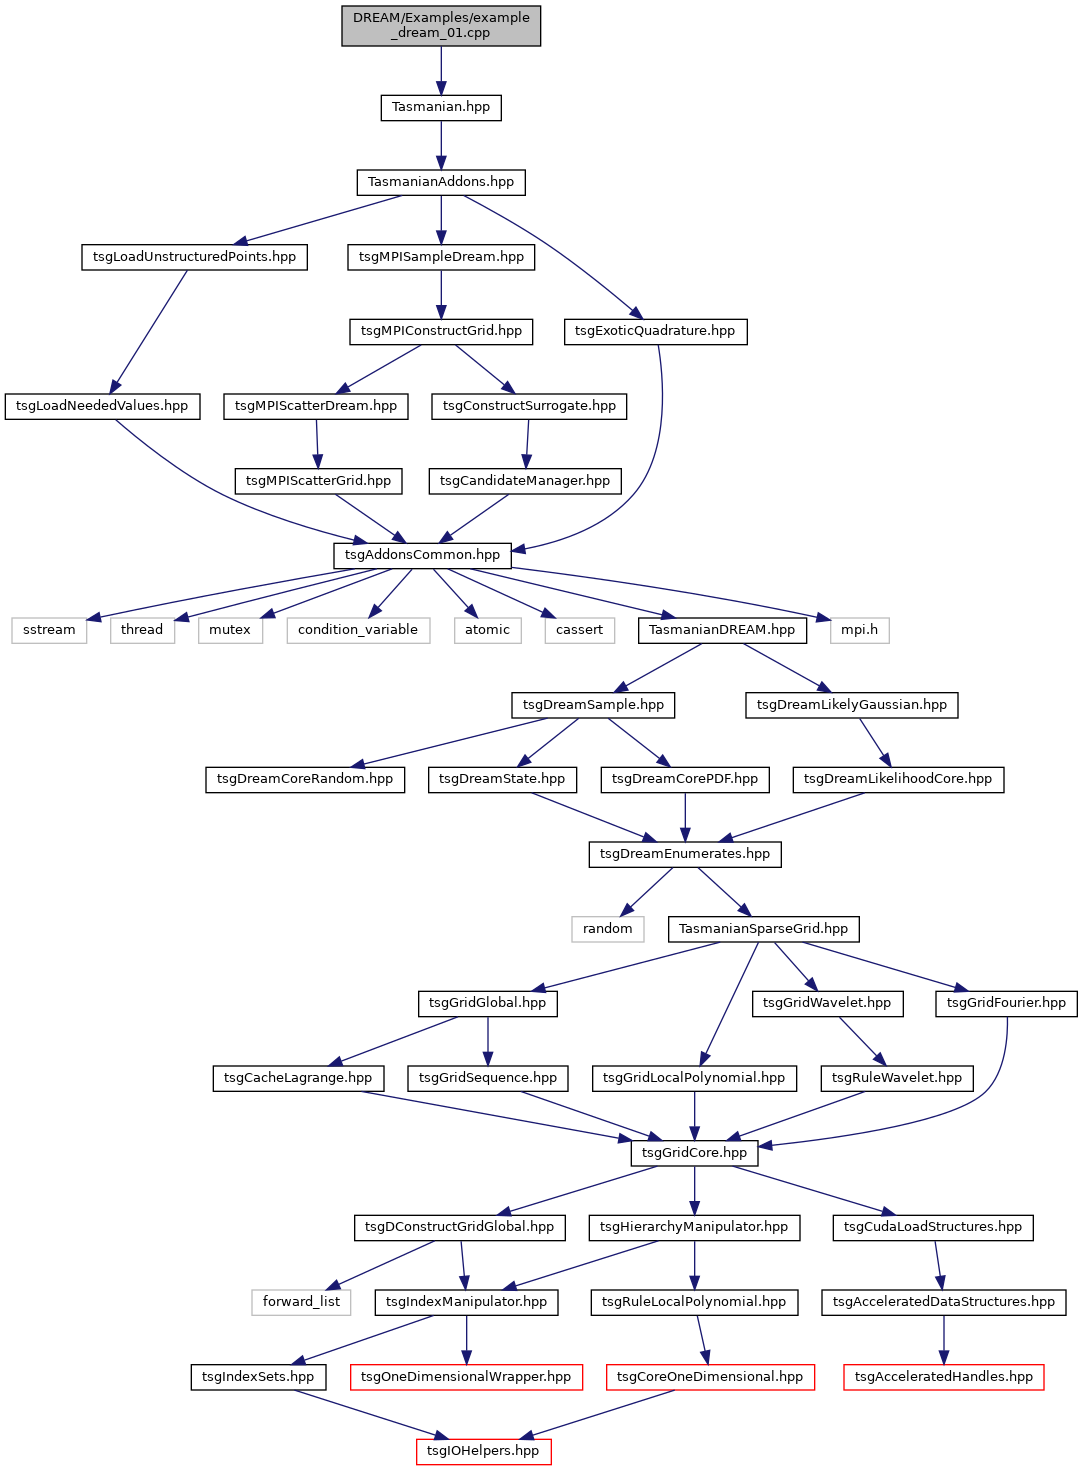 DREAM/Examples/example
_dream_01.cpp
Tasmanian.hpp
TasmanianAddons.hpp
tsgLoadUnstructuredPoints.hpp
tsgMPISampleDream.hpp
tsgMPIConstructGrid.hpp
tsgExoticQuadrature.hpp
tsgLoadNeededValues.hpp
tsgMPIScatterDream.hpp
tsgConstructSurrogate.hpp
tsgMPIScatterGrid.hpp
tsgCandidateManager.hpp
tsgAddonsCommon.hpp
sstream
thread
mutex
condition_variable
atomic
cassert
TasmanianDREAM.hpp
mpi.h
tsgDreamSample.hpp
tsgDreamLikelyGaussian.hpp
tsgDreamCoreRandom.hpp
tsgDreamState.hpp
tsgDreamCorePDF.hpp
tsgDreamLikelihoodCore.hpp
tsgDreamEnumerates.hpp
random
TasmanianSparseGrid.hpp
tsgGridGlobal.hpp
tsgGridWavelet.hpp
tsgGridFourier.hpp
tsgCacheLagrange.hpp
tsgGridSequence.hpp
tsgGridLocalPolynomial.hpp
tsgRuleWavelet.hpp
tsgGridCore.hpp
tsgDConstructGridGlobal.hpp
tsgHierarchyManipulator.hpp
tsgCudaLoadStructures.hpp
forward_list
tsgIndexManipulator.hpp
tsgRuleLocalPolynomial.hpp
tsgAcceleratedDataStructures.hpp
tsgIndexSets.hpp
tsgOneDimensionalWrapper.hpp
tsgCoreOneDimensional.hpp
tsgAcceleratedHandles.hpp
tsgIOHelpers.hpp